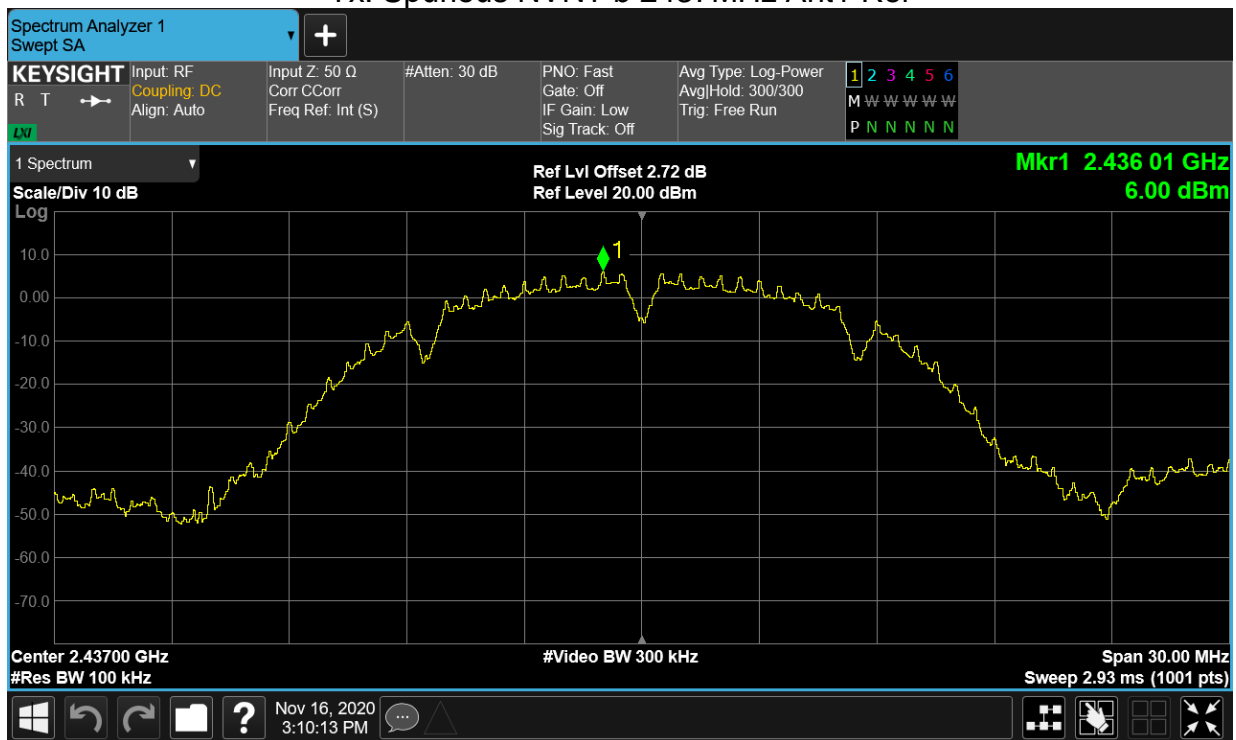 Spectrum Analyzer 1
Swept SA
KEYSIGHT
R T
LXI
Input: RF
Coupling: DC
Align: Auto
Input Z: 50 Ω
Corr CCorr
Freq Ref: Int (S)
#Atten: 30 dB
PNO: Fast
Gate: Off
IF Gain: Low
Sig Track: Off
Avg Type: Log-Power
Avg|Hold: 300/300
Trig: Free Run
1 2 3 4 5 6
M W W W W W
P N N N N N
1 Spectrum
Scale/Div 10 dB
Ref Lvl Offset 2.72 dB
Ref Level 20.00 dBm
Mkr1 2.436 01 GHz
6.00 dBm
Log
1
10.0
0.00
-10.0
-20.0
-30.0
-40.0
-50.0
-60.0
-70.0
Center 2.43700 GHz
#Video BW 300 kHz
Span 30.00 MHz
#Res BW 100 kHz
Sweep 2.93 ms (1001 pts)
?
Nov 16, 2020
3:10:13 PM